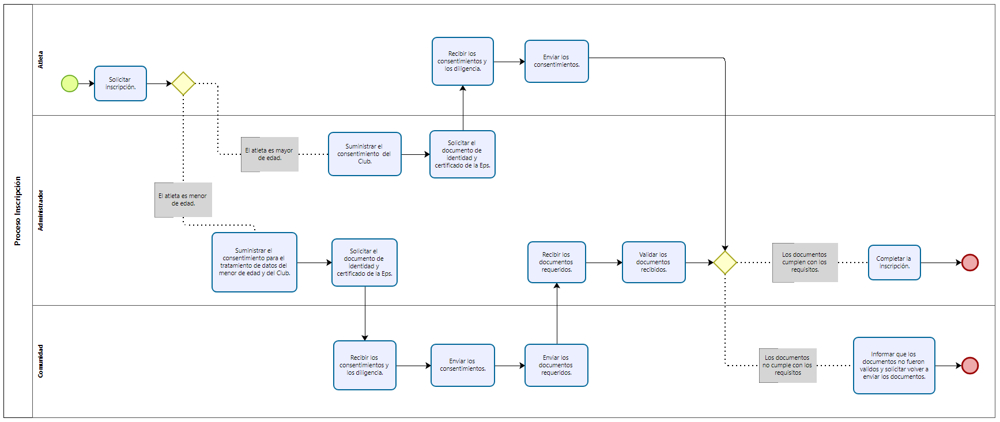 Proceso Inscripción
Atleta
Solicitar
inscripción.
Recibir los
consentimientos y
los diligencia.
Enviar los
consentimientos.
Administrador
El atleta es mayor
de edad.
Suministrar el
consentimiento del
Club.
Solicitar el
documento de
identidad y
certificado de la Eps.
El atleta es menor
de edad.
Suministrar el
consentimiento para el
tratamiento de datos del
menor de edad y del Club.
Solicitar el
documento de
identidad y
certificado de la Eps.
Recibir los
documentos
requeridos.
Validar los
documentos
recibidos.
Los documentos
cumplen con los
requisitos.
Completar la
inscripción.
Comunidad
Recibir los
consentimientos y
los diligencia.
Enviar los
consentimientos.
Enviar los
documentos
requeridos.
Los documentos
no cumple con los
requisitos
Informar que los
documentos no fueron
validos y solicitar volver a
enviar los documentos.